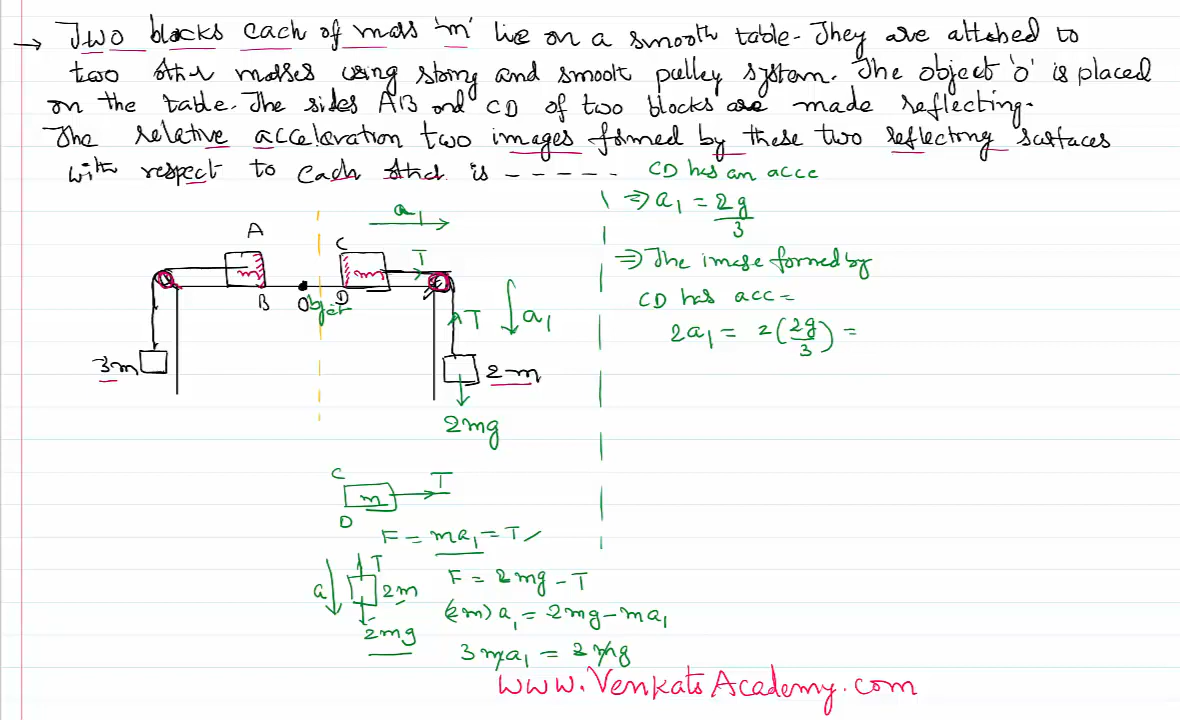 → Two blocks each of mass 'm' lie on a smooth table. They are attched to
two other masses using string and smooth pulley system. The object 'o' is placed
on the table. The sides AB and CD of two blocks are made reflecting.
The relative acceleration two images formed by these two reflecting surfaces
with respect to each other is - - - - - -
CD has an acce
⇒ a1 = 2g/3
⇒ The image formed by
CD has acc =
2a1 = 2(2g/3) =
a1
A
C
m
m
T
B
Object
D
T
a1
3m
2m
2mg
C
m
T
D
F = ma1 = T
T
a
2m
2mg
F = 2mg - T
(2m) a1 = 2mg - ma1
3ma1 = 2mg
www.VenkatsAcademy.com